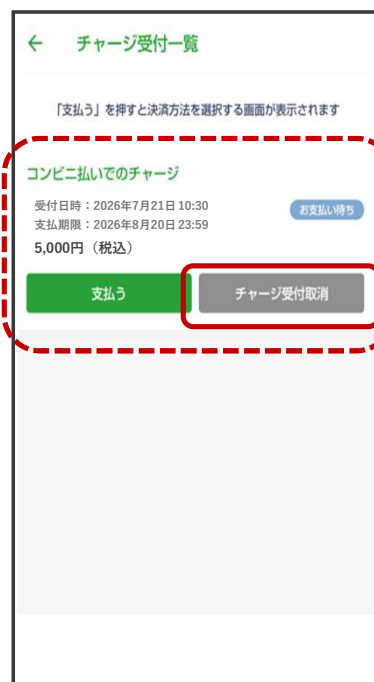 ← チャージ受付一覧
「支払う」を押すと決済方法を選択する画面が表示されます
コンビニ払いでのチャージ
受付日時：2026年7月21日10:30
お支払い待ち
支払期限：2026年8月20日23:59
5,000円（税込）
支払う
チャージ受付取消